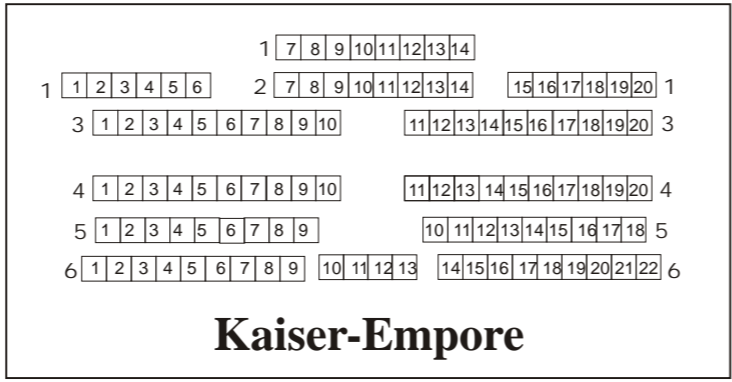 1 7 8 9 10 11 12 13 14
1 1 2 3 4 5 6 2 7 8 9 10 11 12 13 14 15 16 17 18 19 20 1
3 1 2 3 4 5 6 7 8 9 10 11 12 13 14 15 16 17 18 19 20 3
4 1 2 3 4 5 6 7 8 9 10 11 12 13 14 15 16 17 18 19 20 4
5 1 2 3 4 5 6 7 8 9 10 11 12 13 14 15 16 17 18 5
6 1 2 3 4 5 6 7 8 9 10 11 12 13 14 15 16 17 18 19 20 21 22 6
Kaiser-Empore